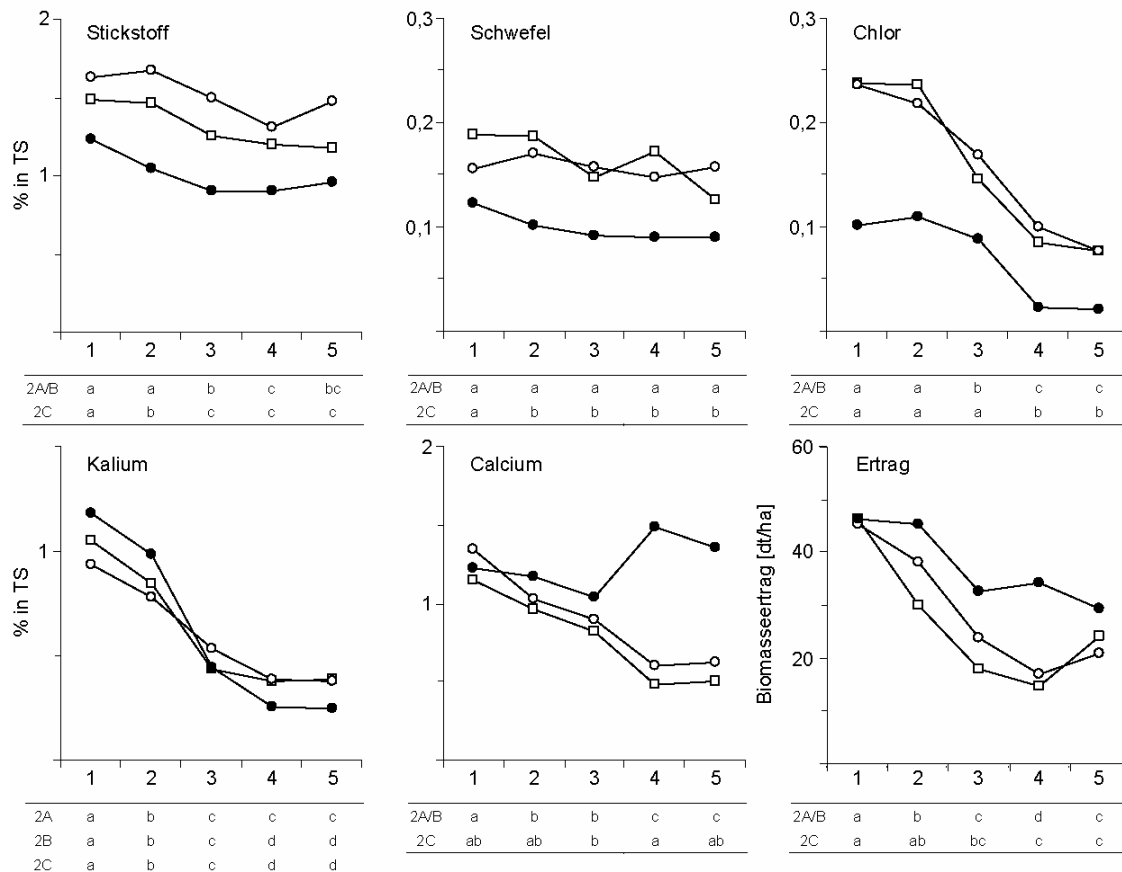 Stickstoff
2
1
% in TS
1 2 3 4 5
2A/B a a b c bc
2C a b c c c
Schwefel
0,3
0,2
0,1
1 2 3 4 5
2A/B a a a a a
2C a b b b b
Chlor
0,3
0,2
0,1
1 2 3 4 5
2A/B a a b c c
2C a a a b b
Kalium
1
% in TS
1 2 3 4 5
2A a b c c c
2B a b c d d
2C a b c d d
Calcium
2
1
1 2 3 4 5
2A/B a b b c c
2C ab ab b a ab
Ertrag
60
40
20
Biomasseertrag [dt/ha]
1 2 3 4 5
2A/B a b c d c
2C a ab bc c c